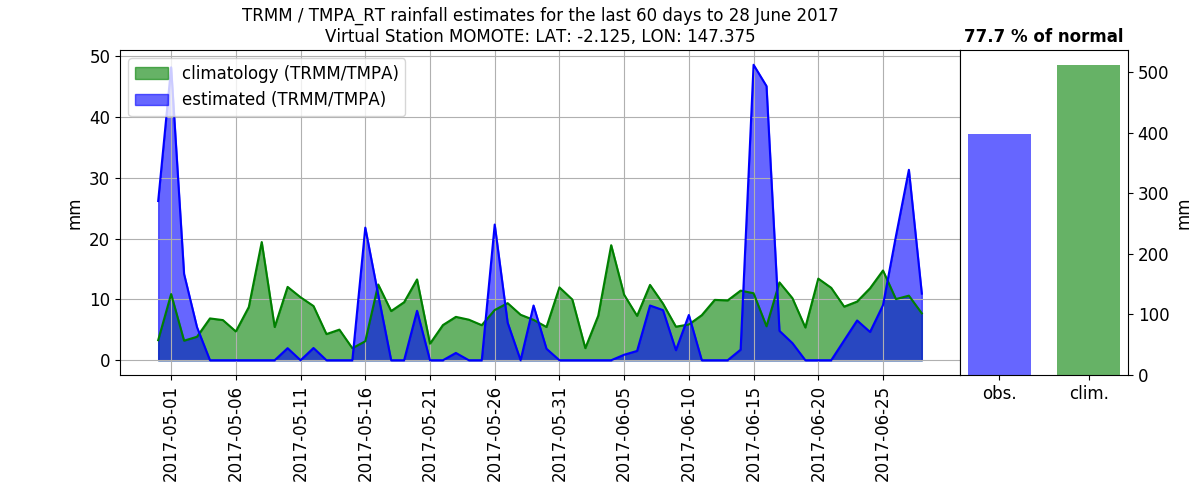 TRMM / TMPA_RT rainfall estimates for the last 60 days to 28 June 2017
Virtual Station MOMOTE: LAT: -2.125, LON: 147.375
77.7 % of normal
climatology (TRMM/TMPA)
estimated (TRMM/TMPA)
50
40
30
20
10
0
mm
2017-05-01
2017-05-06
2017-05-11
2017-05-16
2017-05-21
2017-05-26
2017-05-31
2017-06-05
2017-06-10
2017-06-15
2017-06-20
2017-06-25
500
400
300
200
100
0
mm
obs.
clim.